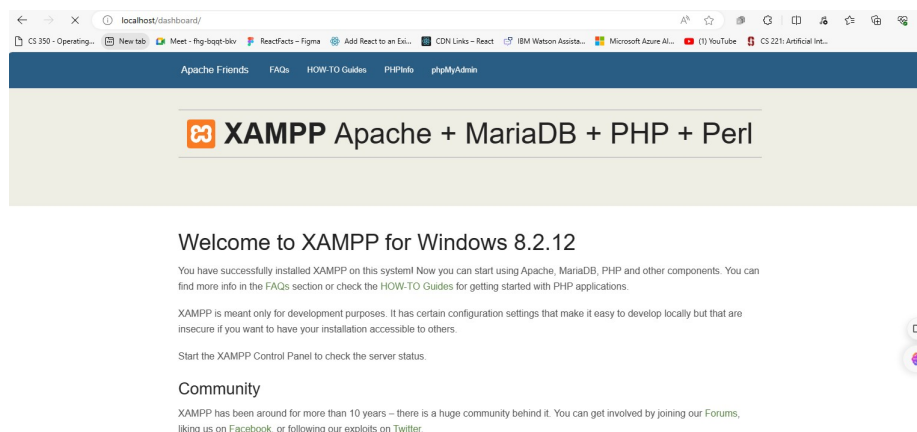 localhost/dashboard/
CS 350 - Operating... New tab Meet - fhg-bqqt-bkv ReactFacts – Figma Add React to an Exi... CDN Links – React IBM Watson Assista... Microsoft Azure AI... (1) YouTube CS 221: Artificial Int...
Apache Friends FAQs HOW-TO Guides PHPInfo phpMyAdmin
XAMPP Apache + MariaDB + PHP + Perl
Welcome to XAMPP for Windows 8.2.12
You have successfully installed XAMPP on this system! Now you can start using Apache, MariaDB, PHP and other components. You can
find more info in the FAQs section or check the HOW-TO Guides for getting started with PHP applications.
XAMPP is meant only for development purposes. It has certain configuration settings that make it easy to develop locally but that are
insecure if you want to have your installation accessible to others.
Start the XAMPP Control Panel to check the server status.
Community
XAMPP has been around for more than 10 years – there is a huge community behind it. You can get involved by joining our Forums,
liking us on Facebook, or following our exploits on Twitter.